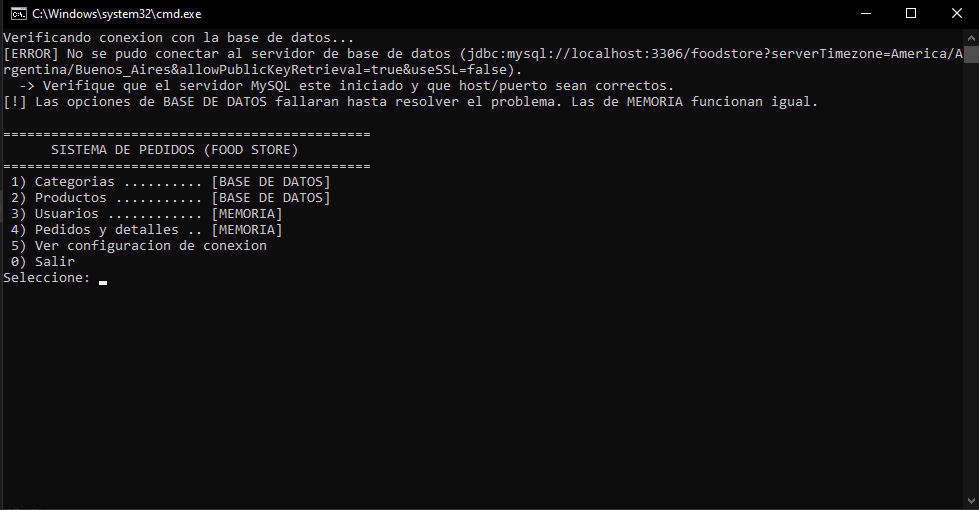 C:\Windows\system32\cmd.exe
Verificando conexion con la base de datos...
[ERROR] No se pudo conectar al servidor de base de datos (jdbc:mysql://localhost:3306/foodstore?serverTimezone=America/A
rgentina/Buenos_Aires&allowPublicKeyRetrieval=true&useSSL=false).
  -> Verifique que el servidor MySQL este iniciado y que host/puerto sean correctos.
[!] Las opciones de BASE DE DATOS fallaran hasta resolver el problema. Las de MEMORIA funcionan igual.
==============================================
      SISTEMA DE PEDIDOS (FOOD STORE)
==============================================
 1) Categorias .......... [BASE DE DATOS]
 2) Productos ........... [BASE DE DATOS]
 3) Usuarios ............ [MEMORIA]
 4) Pedidos y detalles .. [MEMORIA]
 5) Ver configuracion de conexion
 0) Salir
Seleccione: